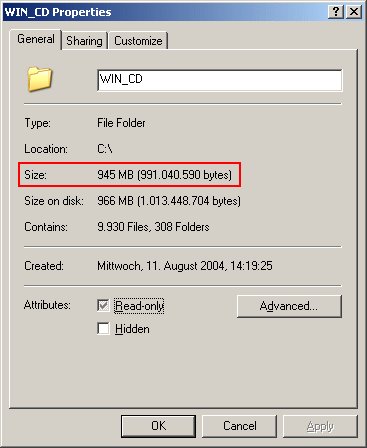 WIN_CD Properties
General Sharing Customize
WIN_CD
Type: File Folder
Location: C:\
Size: 945 MB (991.040.590 bytes)
Size on disk: 966 MB (1.013.448.704 bytes)
Contains: 9.930 Files, 308 Folders
Created: Mittwoch, 11. August 2004, 14:19:25
Attributes: Read-only Advanced...
Hidden
OK Cancel Apply